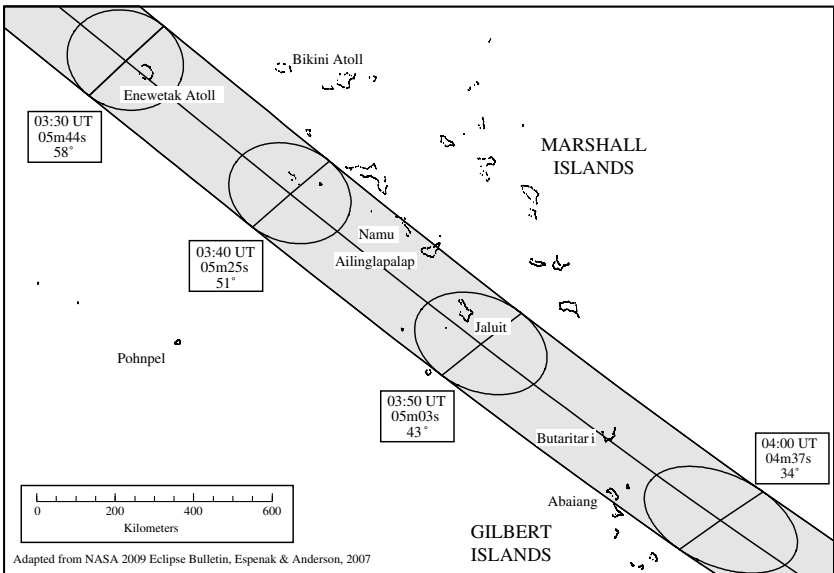 Bikini Atoll
Enewetak Atoll
03:30 UT
05m44s
58°
MARSHALL
ISLANDS
Namu
03:40 UT
05m25s
51°
Ailinglapalap
Jaluit
Pohnpel
03:50 UT
05m03s
43°
Butaritari
04:00 UT
04m37s
34°
0 200 400 600
Kilometers
Abaiang
GILBERT
ISLANDS
Adapted from NASA 2009 Eclipse Bulletin, Espenak & Anderson, 2007